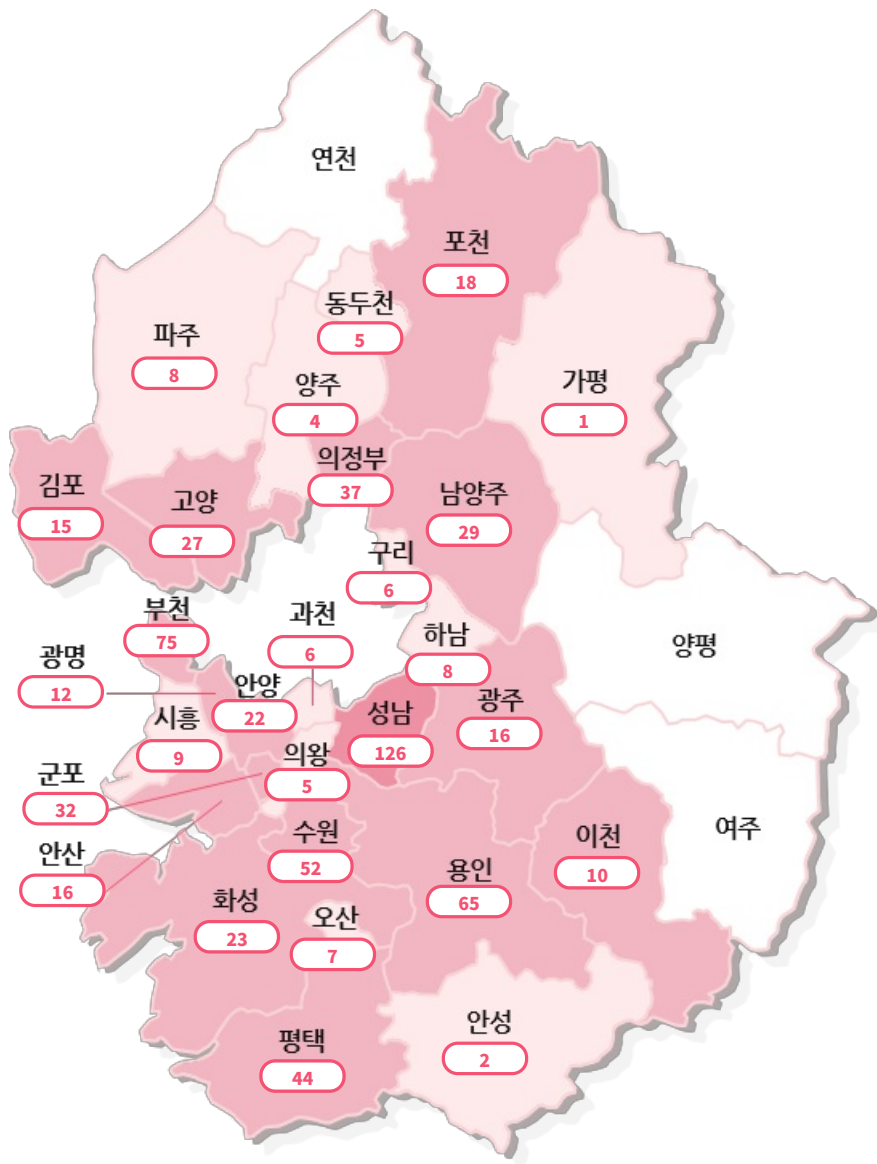 연천
포천
18
동두천
5
파주
8
양주
4
가평
1
의정부
37
김포
15
고양
27
남양주
29
구리
6
부천
75
과천
6
하남
8
양평
광명
12
안양
22
시흥
9
성남
126
광주
16
의왕
5
군포
32
수원
52
이천
10
여주
안산
16
화성
23
오산
7
용인
65
안성
2
평택
44